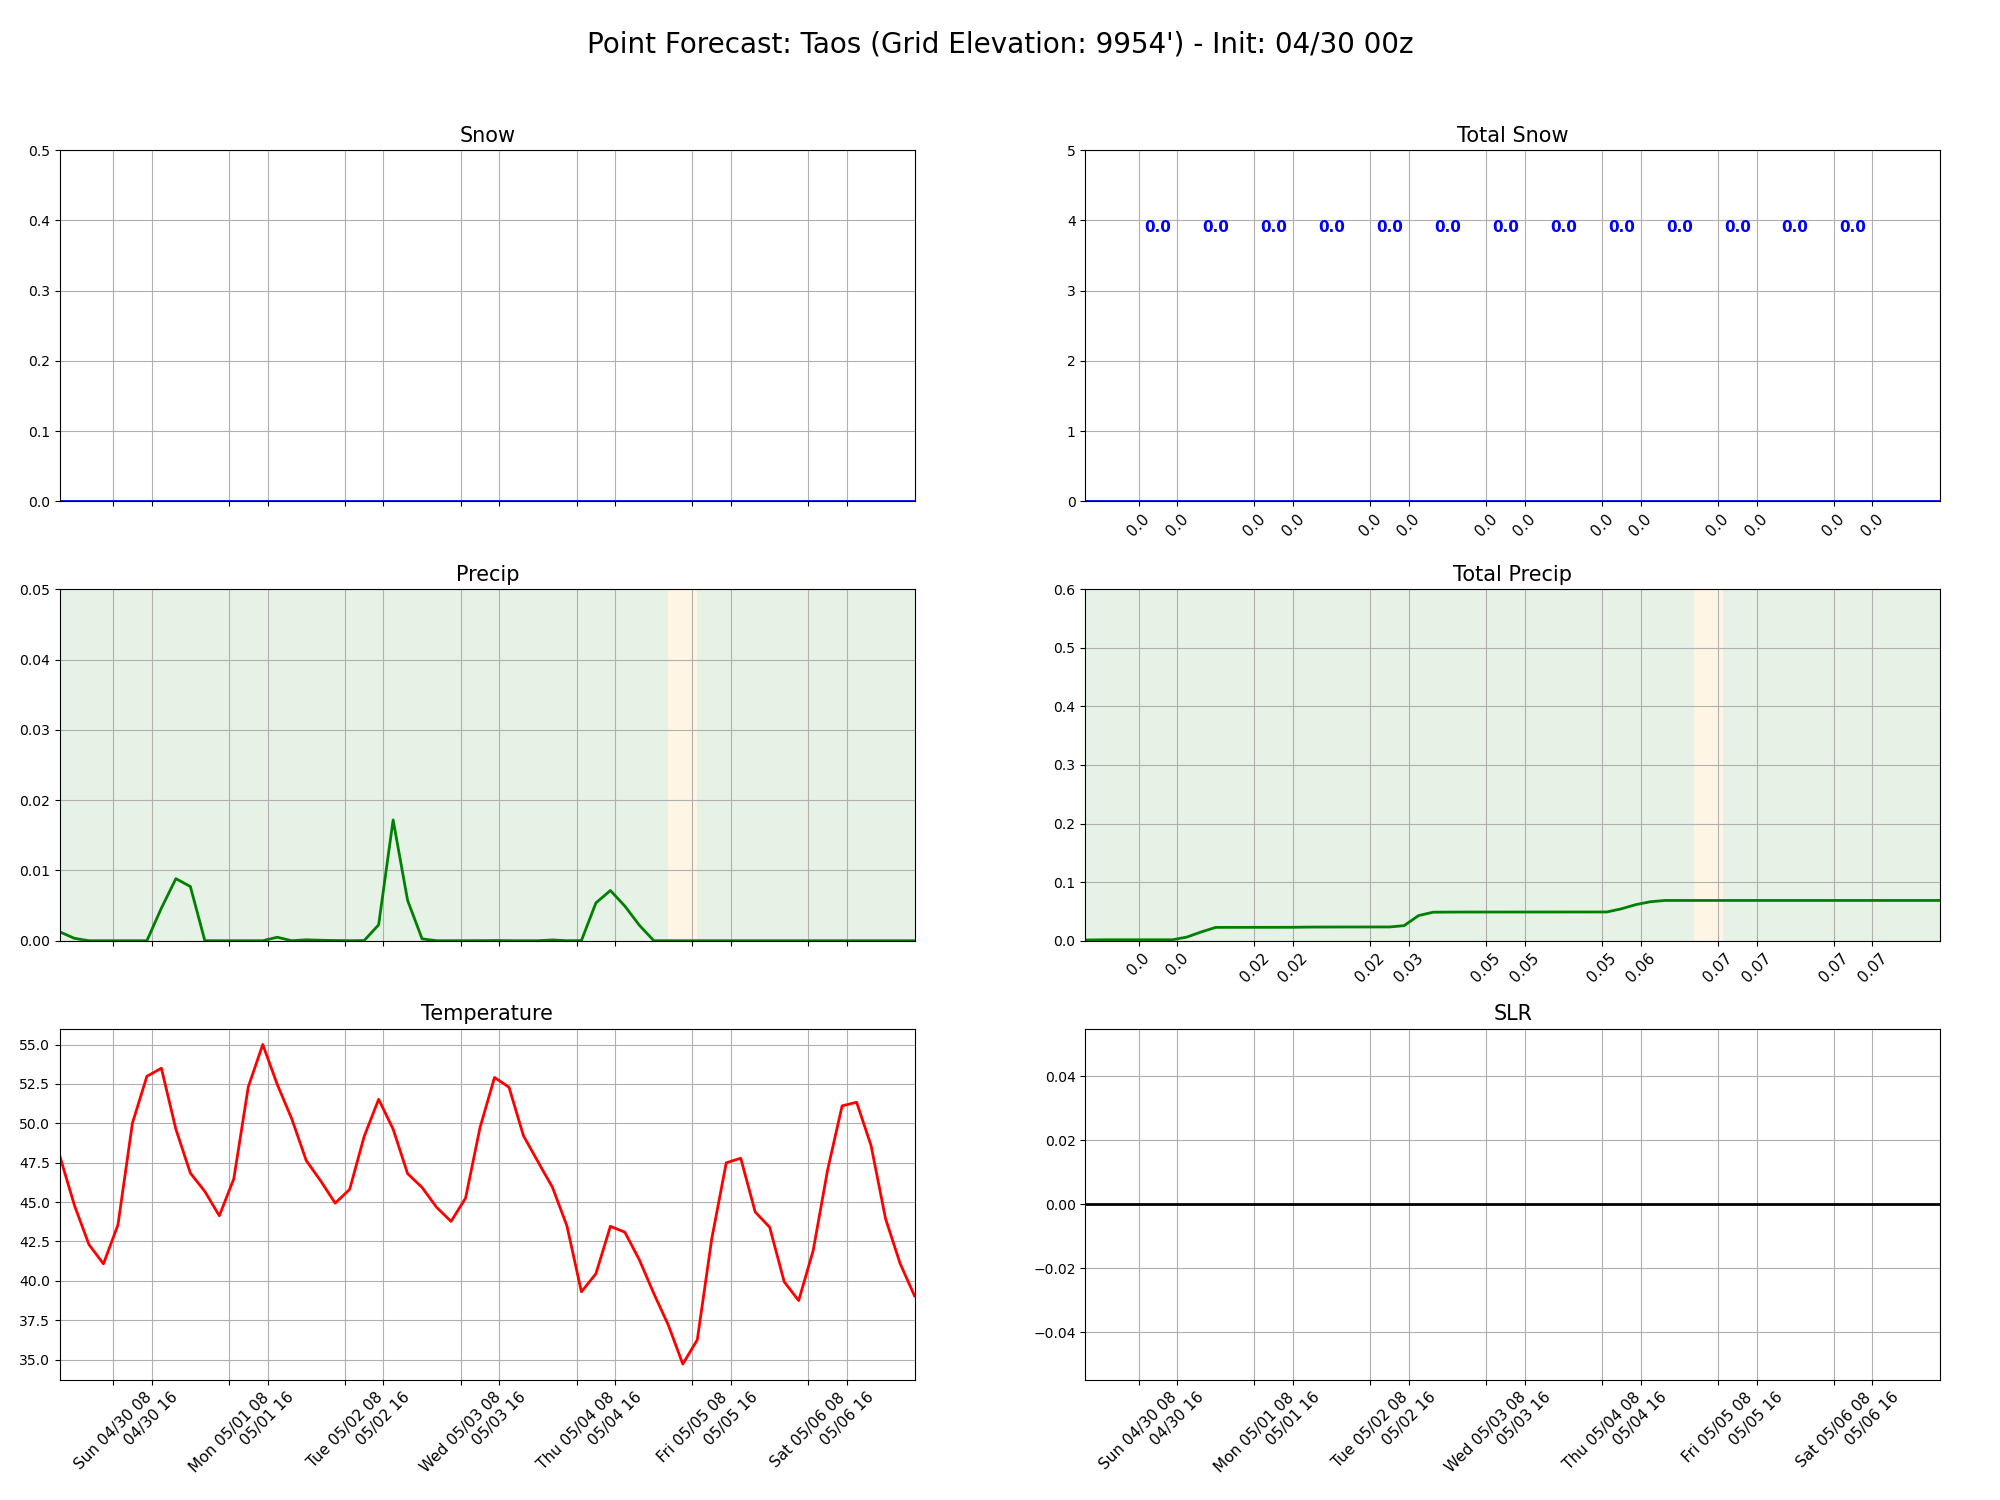 Point Forecast: Taos (Grid Elevation: 9954') - Init: 04/30 00z
Snow
0.5
0.4
0.3
0.2
0.1
0.0
Total Snow
5
4
3
2
1
0
0.0 0.0 0.0 0.0 0.0 0.0 0.0 0.0 0.0 0.0 0.0 0.0 0.0
0.0 0.0 0.0 0.0 0.0 0.0 0.0 0.0 0.0 0.0 0.0 0.0 0.0 0.0
Precip
0.05
0.04
0.03
0.02
0.01
0.00
Total Precip
0.6
0.5
0.4
0.3
0.2
0.1
0.0
0.0 0.0 0.02 0.02 0.02 0.03 0.05 0.05 0.05 0.06 0.07 0.07 0.07 0.07
Temperature
55.0
52.5
50.0
47.5
45.0
42.5
40.0
37.5
35.0
Sun 04/30 08
04/30 16
Mon 05/01 08
05/01 16
Tue 05/02 08
05/02 16
Wed 05/03 08
05/03 16
Thu 05/04 08
05/04 16
Fri 05/05 08
05/05 16
Sat 05/06 08
05/06 16
SLR
0.04
0.02
0.00
−0.02
−0.04
Sun 04/30 08
04/30 16
Mon 05/01 08
05/01 16
Tue 05/02 08
05/02 16
Wed 05/03 08
05/03 16
Thu 05/04 08
05/04 16
Fri 05/05 08
05/05 16
Sat 05/06 08
05/06 16